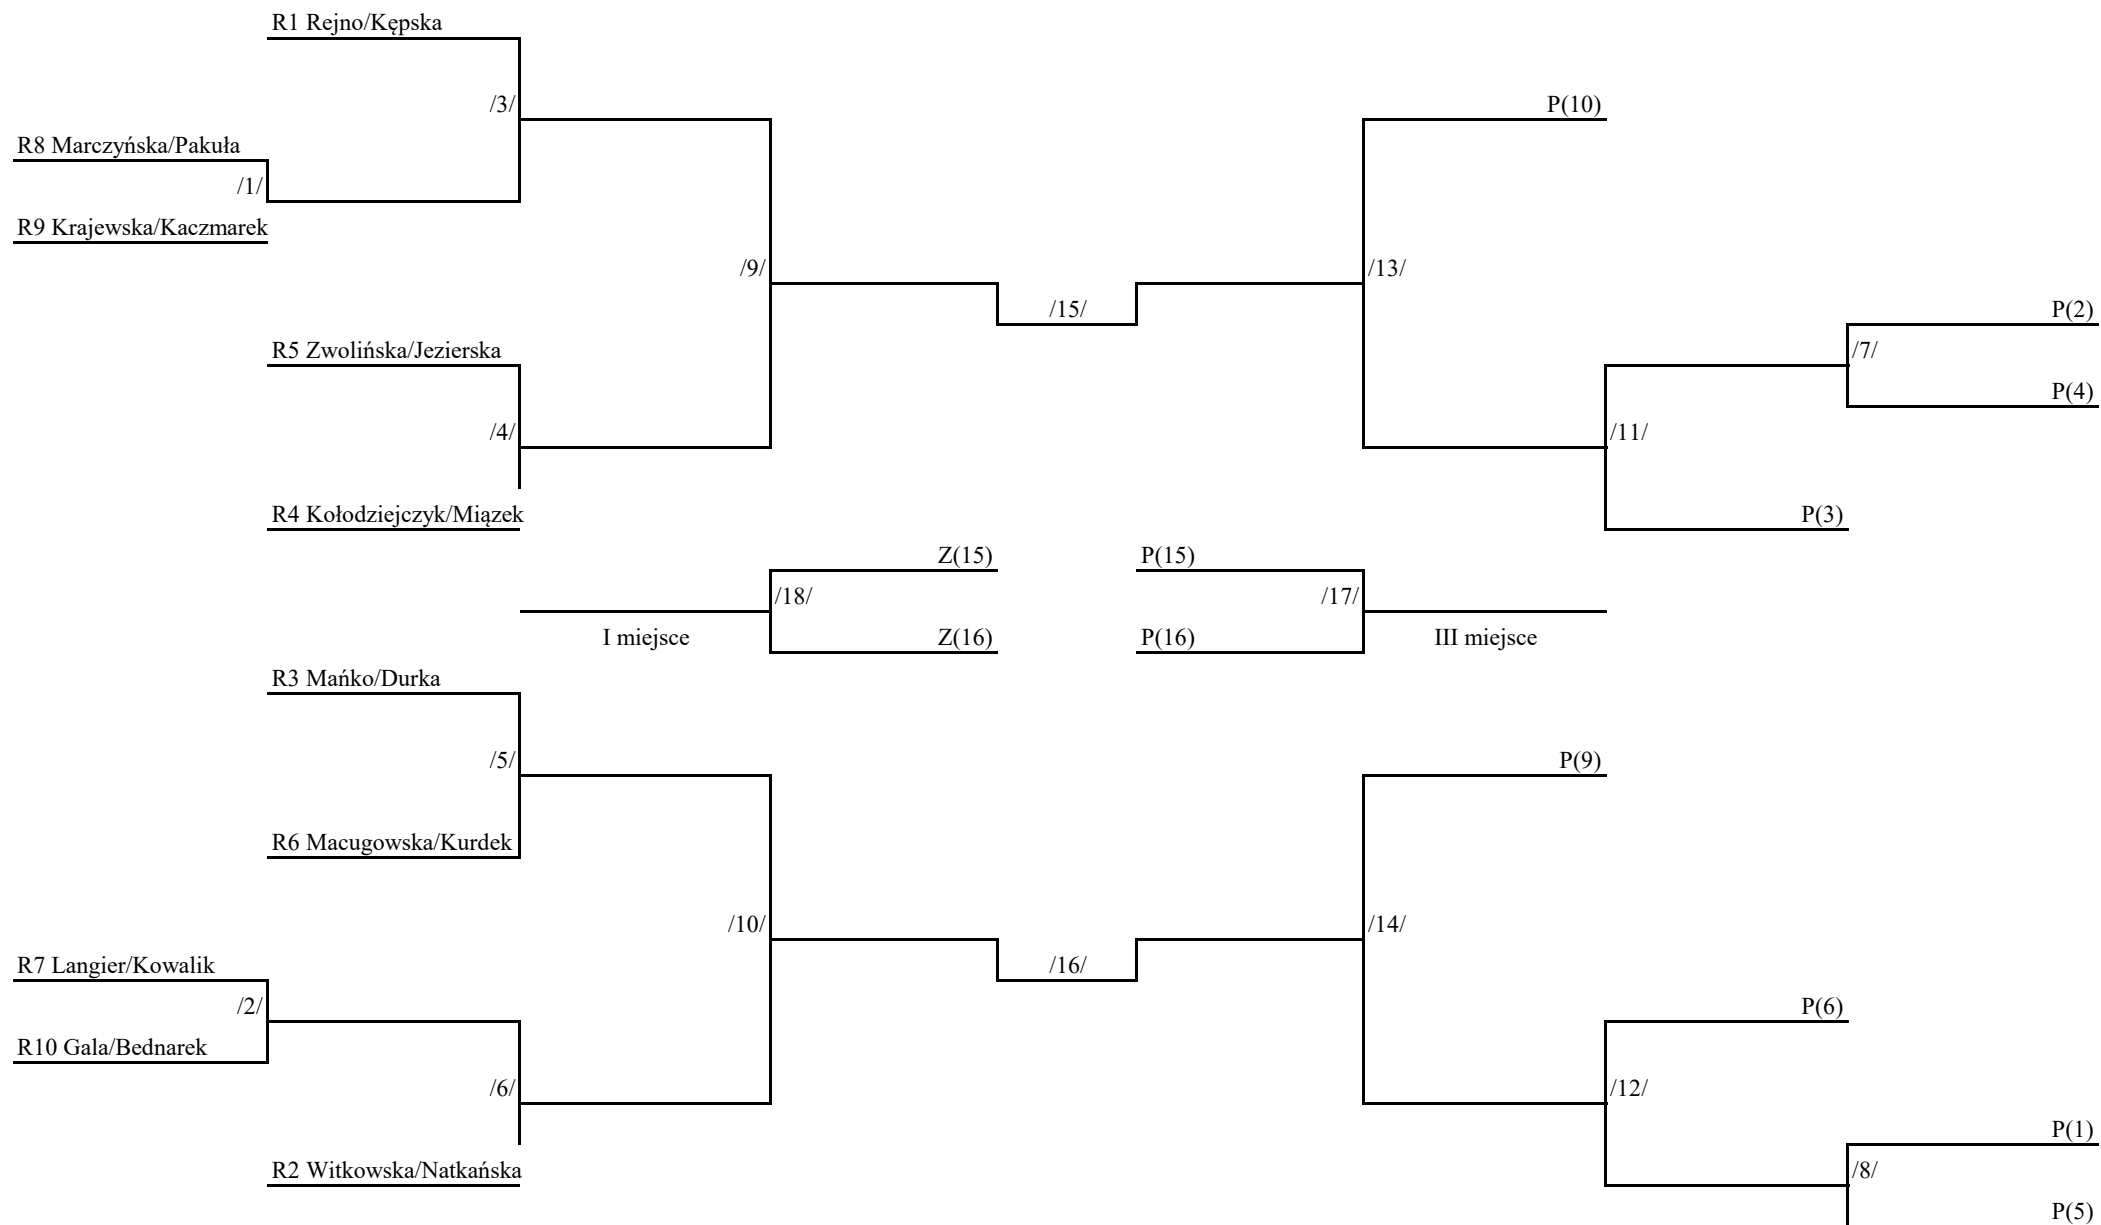 R1 Rejno/Kępska
/3/
P(10)
R8 Marczyńska/Pakuła
/1/
R9 Krajewska/Kaczmarek
/9/
/13/
/15/
P(2)
R5 Zwolińska/Jezierska
/7/
P(4)
/4/
/11/
R4 Kołodziejczyk/Miązek
P(3)
Z(15)
P(15)
/18/
/17/
I miejsce
Z(16)
P(16)
III miejsce
R3 Mańko/Durka
/5/
P(9)
R6 Macugowska/Kurdek
/10/
/14/
R7 Langier/Kowalik
/16/
/2/
P(6)
R10 Gala/Bednarek
/6/
/12/
P(1)
R2 Witkowska/Natkańska
/8/
P(5)